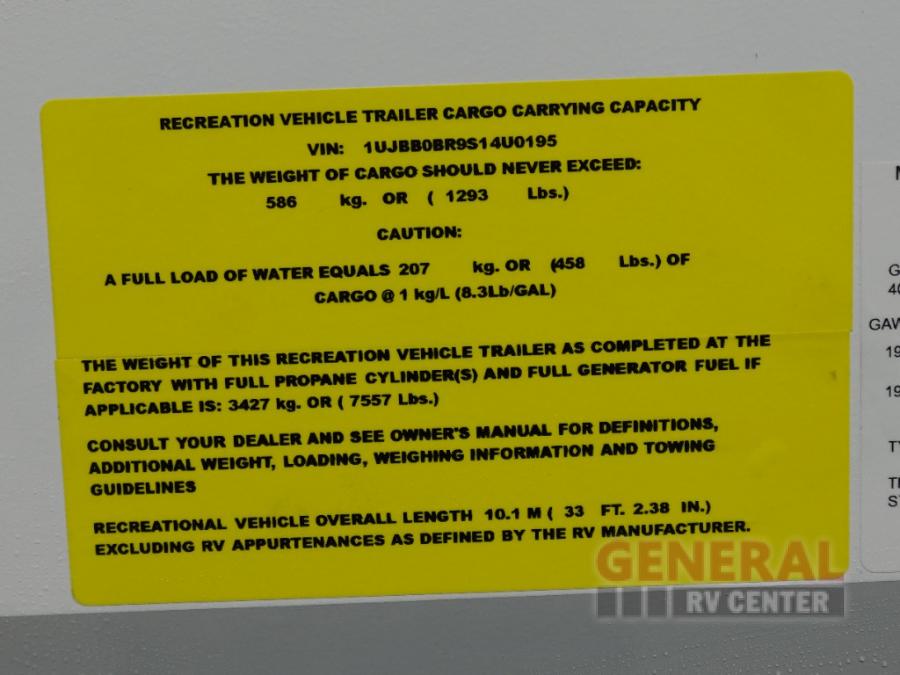 RECREATION VEHICLE TRAILER CARGO CARRYING CAPACITY
VIN: 1UJBB0BR9S14U0195
THE WEIGHT OF CARGO SHOULD NEVER EXCEED:
586 kg. OR ( 1293 Lbs.)
CAUTION:
A FULL LOAD OF WATER EQUALS 207 kg. OR (458 Lbs.) OF
CARGO @ 1 kg/L (8.3Lb/GAL)
THE WEIGHT OF THIS RECREATION VEHICLE TRAILER AS COMPLETED AT THE
FACTORY WITH FULL PROPANE CYLINDER(S) AND FULL GENERATOR FUEL IF
APPLICABLE IS: 3427 kg. OR ( 7557 Lbs.)
CONSULT YOUR DEALER AND SEE OWNER'S MANUAL FOR DEFINITIONS,
ADDITIONAL WEIGHT, LOADING, WEIGHING INFORMATION AND TOWING
GUIDELINES
RECREATIONAL VEHICLE OVERALL LENGTH 10.1 M ( 33 FT. 2.38 IN.)
EXCLUDING RV APPURTENANCES AS DEFINED BY THE RV MANUFACTURER.
GENERAL
RV CENTER
GAW
19
19